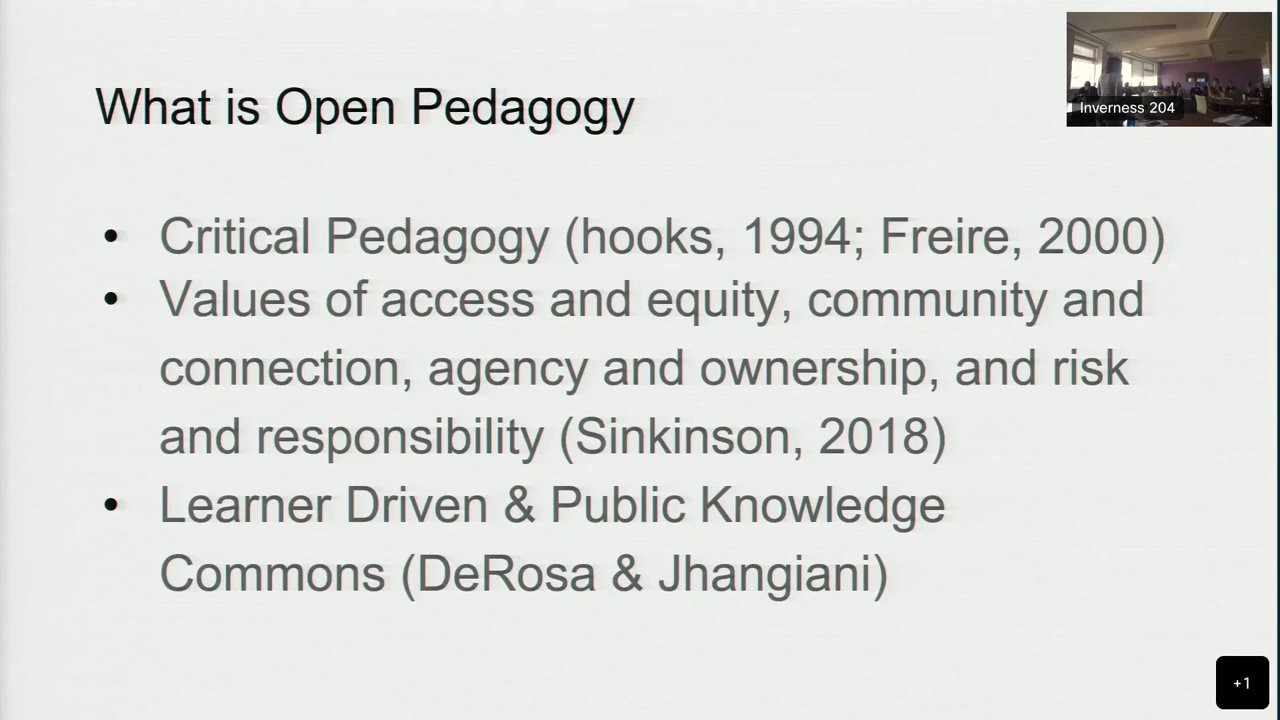 What is Open Pedagogy
Inverness 204
• Critical Pedagogy (hooks, 1994; Freire, 2000)
• Values of access and equity, community and
connection, agency and ownership, and risk
and responsibility (Sinkinson, 2018)
• Learner Driven & Public Knowledge
Commons (DeRosa & Jhangiani)
+1